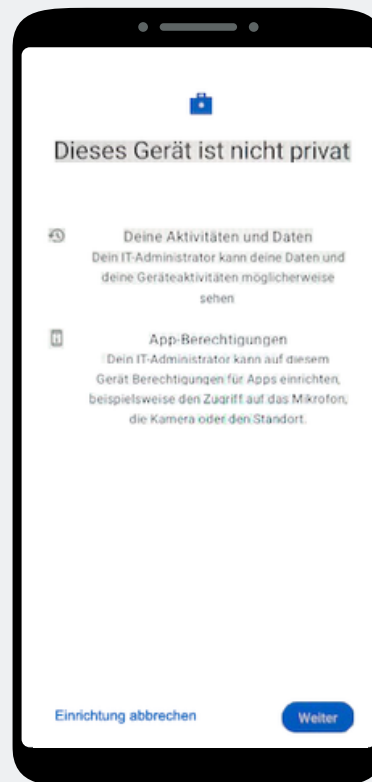 Dieses Gerät ist nicht privat
Deine Aktivitäten und Daten
Dein IT-Administrator kann deine Daten und
deine Geräteaktivitäten möglicherweise
sehen
App-Berechtigungen
Dein IT-Administrator kann auf diesem
Gerät Berechtigungen für Apps einrichten,
beispielsweise den Zugriff auf das Mikrofon,
die Kamera oder den Standort.
Einrichtung abbrechen
Weiter